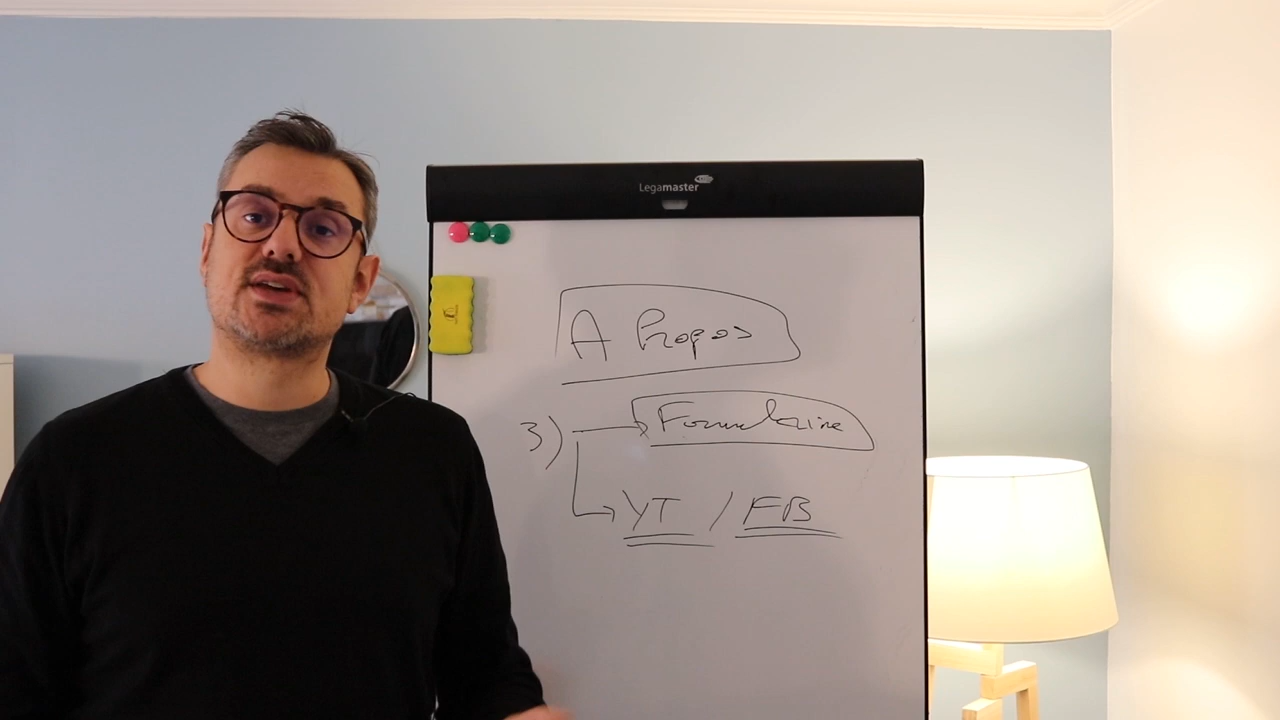 Legamaster
A Propos
3) → Formulaire
↳ YT / FB